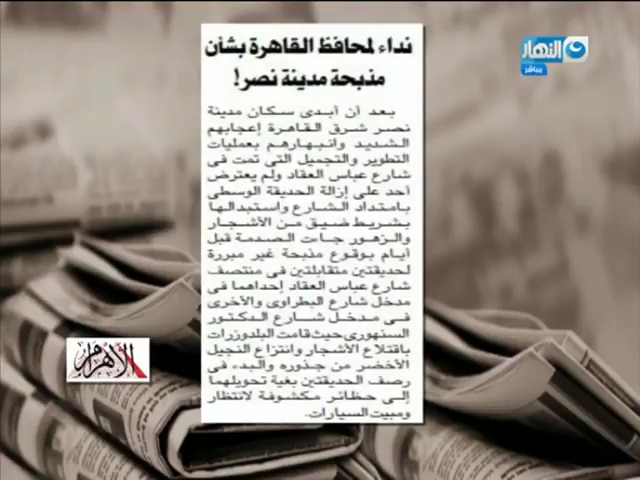 نداء لمحافظ القاهرة بشأن
مذبحة مدينة نصر!
بعد أن أبدى سكان مدينة
نصر شرق القاهرة إعجابهم
الشديد وانبهارهم بعمليات
التطوير والتجميل التى تمت فى
شارع عباس العقاد ولم يعترض
أحد على إزالة الحديقة الوسطى
بامتداد الشارع واستبدالها
بشريط ضيق من الأشجار
والزهور جاءت الصدمة قبل
أيام بوقوع مذبحة غير مبررة
لحديقتين متقابلتين فى منتصف
شارع عباس العقاد إحداهما فى
مدخل شارع البطراوى والأخرى
فى مدخل شارع الدكتور
السنهورى حيث قامت البلدوزرات
باقتلاع الأشجار وانتزاع النجيل
الأخضر من جذوره والبدء فى
رصف الحديقتين بغية تحويلهما
إلى حظائر مكشوفة لانتظار
ومبيت السيارات.
النهار
مباشر
الأهرام